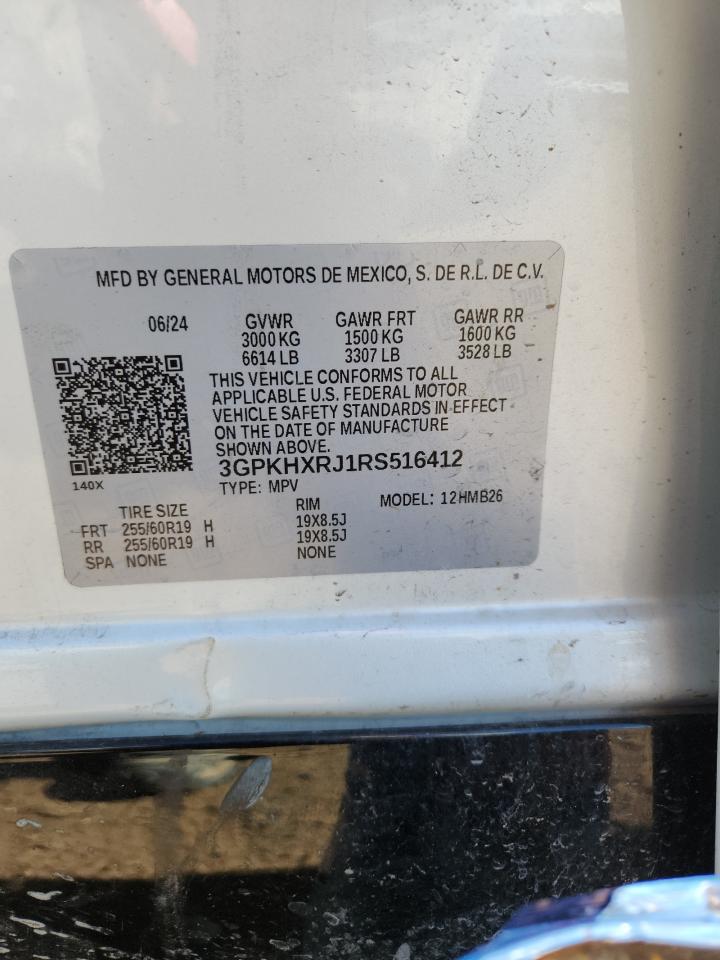 MFD BY GENERAL MOTORS DE MEXICO, S. DE R.L. DE C.V.
06/24 GVWR GAWR FRT GAWR RR
3000 KG 1500 KG 1600 KG
6614 LB 3307 LB 3528 LB
THIS VEHICLE CONFORMS TO ALL
APPLICABLE U.S. FEDERAL MOTOR
VEHICLE SAFETY STANDARDS IN EFFECT
ON THE DATE OF MANUFACTURE
SHOWN ABOVE.
3GPKHXRJ1RS516412
140X
TYPE: MPV MODEL: 12HMB26
TIRE SIZE RIM
FRT 255/60R19 H 19X8.5J
RR 255/60R19 H 19X8.5J
SPA NONE NONE